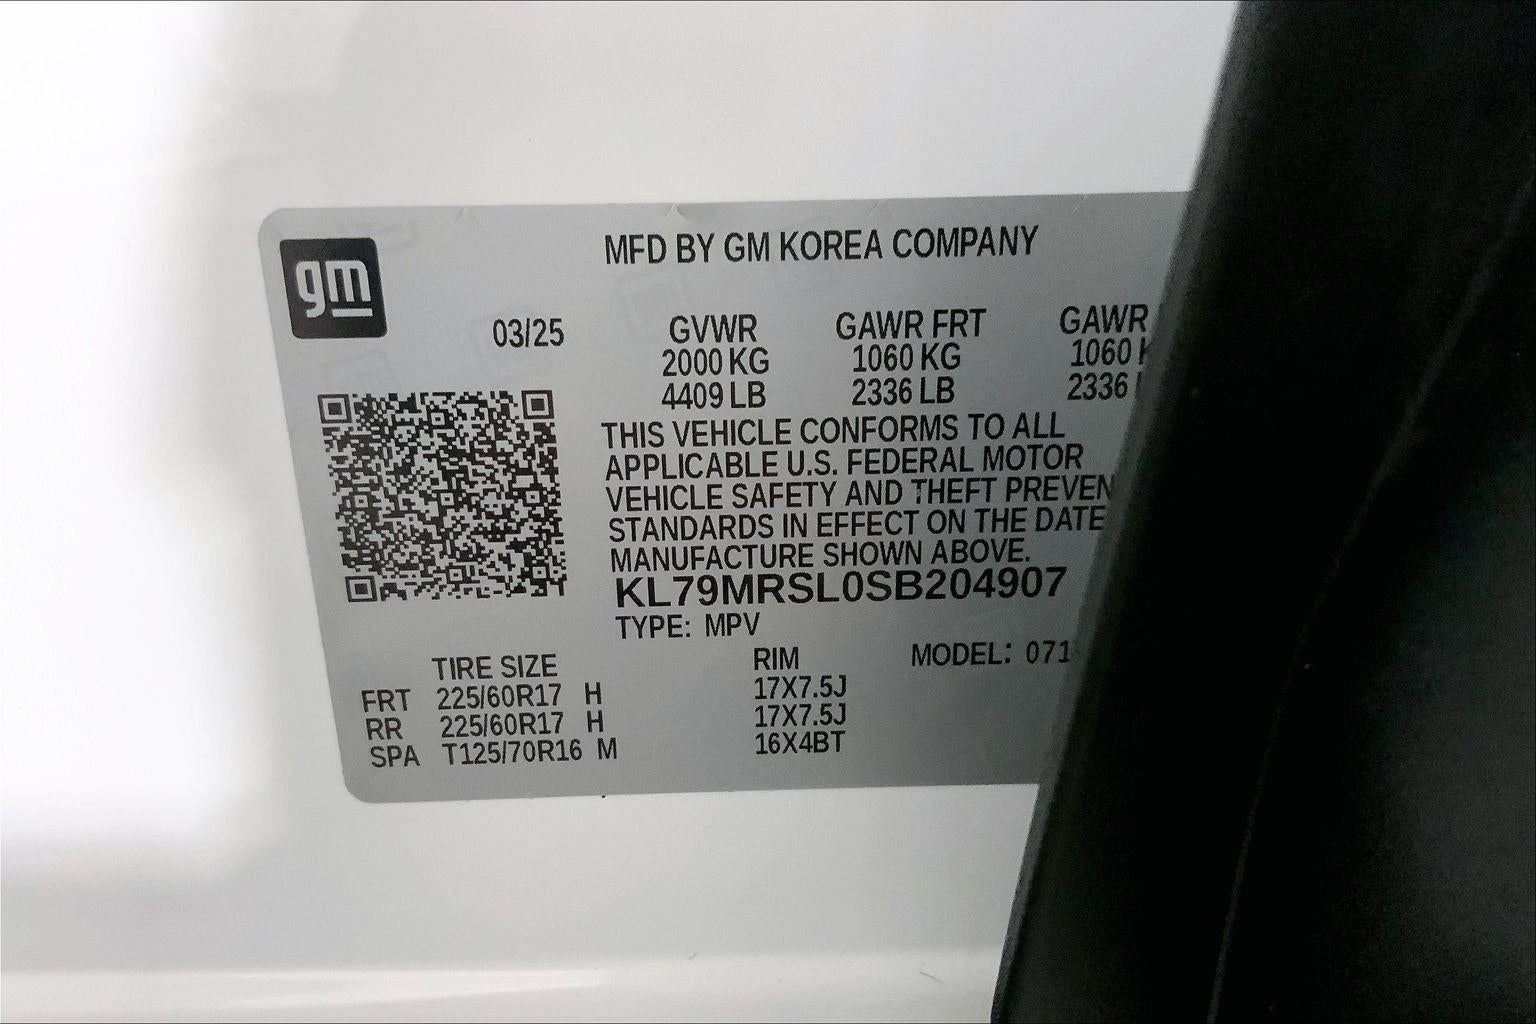 gm
MFD BY GM KOREA COMPANY
03/25 GVWR GAWR FRT GAWR
2000 KG 1060 KG 1060
4409 LB 2336 LB 2336
THIS VEHICLE CONFORMS TO ALL
APPLICABLE U.S. FEDERAL MOTOR
VEHICLE SAFETY AND THEFT PREVEN
STANDARDS IN EFFECT ON THE DATE
MANUFACTURE SHOWN ABOVE.
KL79MRSL0SB204907
TYPE: MPV
TIRE SIZE RIM MODEL: 071
FRT 225/60R17 H 17X7.5J
RR 225/60R17 H 17X7.5J
SPA T125/70R16 M 16X4BT